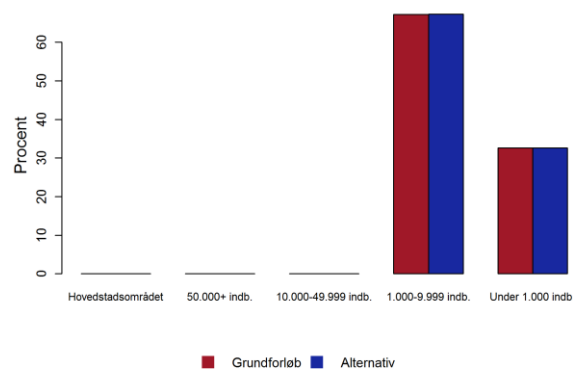 60
50
40
30
20
10
0
Procent
Hovedstadsområdet 50.000+ indb. 10.000-49.999 indb. 1.000-9.999 indb. Under 1.000 indb
Grundforløb Alternativ